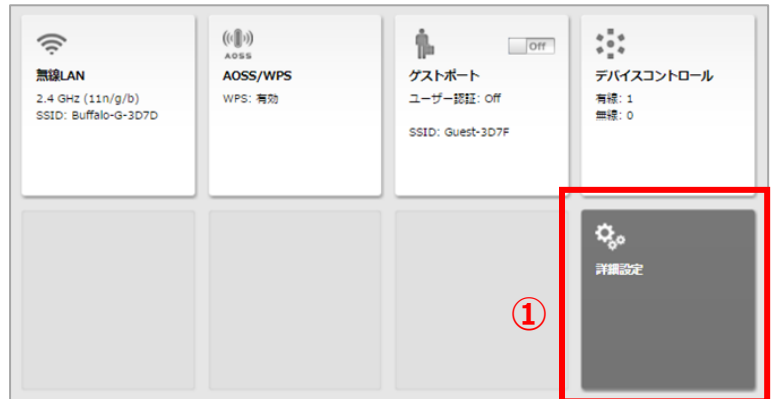 AOSS
Off
無線LAN
AOSS/WPS
ゲストポート
デバイスコントロール
2.4 GHz (11n/g/b)
SSID: Buffalo-G-3D7D
WPS: 有効
ユーザー認証: Off
SSID: Guest-3D7F
有線: 1
無線: 0
詳細設定
①